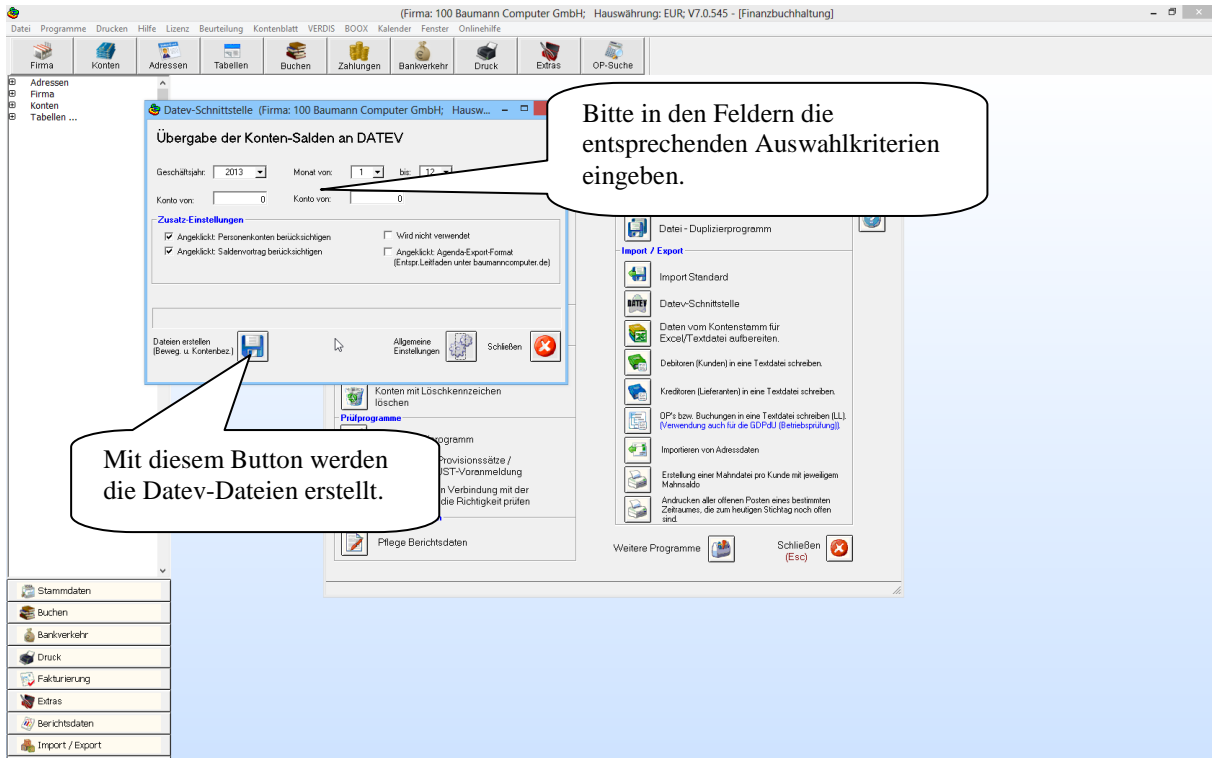 (Firma: 100 Baumann Computer GmbH;   Hauswährung: EUR; V7.0.545 - [Finanzbuchhaltung]
Datei  Programme  Drucken  Hilfe  Lizenz  Beurteilung  Kontenblatt  VERDIS  BOOX  Kalender  Fenster  Onlinehilfe
Firma  Konten  Adressen  Tabellen  Buchen  Zahlungen  Bankverkehr  Druck  Extras  OP-Suche
Adressen
Firma
Konten
Tabellen ...
Datev-Schnittstelle  (Firma: 100 Baumann Computer GmbH;   Hausw...
Übergabe der Konten-Salden an DATEV
Geschäftsjahr:  2013  Monat von:  1  bis:  12
Konto von:  0  Konto von:  0
Zusatz-Einstellungen
Angeklickt: Personenkonten berücksichtigen
Wird nicht verwendet
Angeklickt: Saldenvortrag berücksichtigen
Angeklickt: Agenda-Export-Format
(Entspr.Leitfaden unter baumanncomputer.de)
Dateien erstellen
(Beweg. u. Kontenbez.)
Allgemeine
Einstellungen
Schließen
Bitte in den Feldern die
entsprechenden Auswahlkriterien
eingeben.
Mit diesem Button werden
die Datev-Dateien erstellt.
Konten mit Löschkennzeichen
löschen
Prüfprogramme
Provisionssätze /
UST-Voranmeldung
n Verbindung mit der
die Richtigkeit prüfen
Pflege Berichtsdaten
Datei - Duplizierprogramm
Import / Export
Import Standard
DATEV
Datev-Schnittstelle
Daten vom Kontenstamm für
Excel/Textdatei aufbereiten.
Debitoren (Kunden) in eine Textdatei schreiben.
Kreditoren (Lieferanten) in eine Textdatei schreiben.
OP's bzw. Buchungen in eine Textdatei schreiben (LL).
(Verwendung auch für die GDPdU (Betriebsprüfung)).
Importieren von Adressdaten
Erstellung einer Mahndatei pro Kunde mit jeweiligem
Mahnsaldo
Andrucken aller offenen Posten eines bestimmten
Zeitraumes, die zum heutigen Stichtag noch offen
sind.
Weitere Programme
Schließen
(Esc)
Stammdaten
Buchen
Bankverkehr
Druck
Fakturierung
Extras
Berichtsdaten
Import / Export